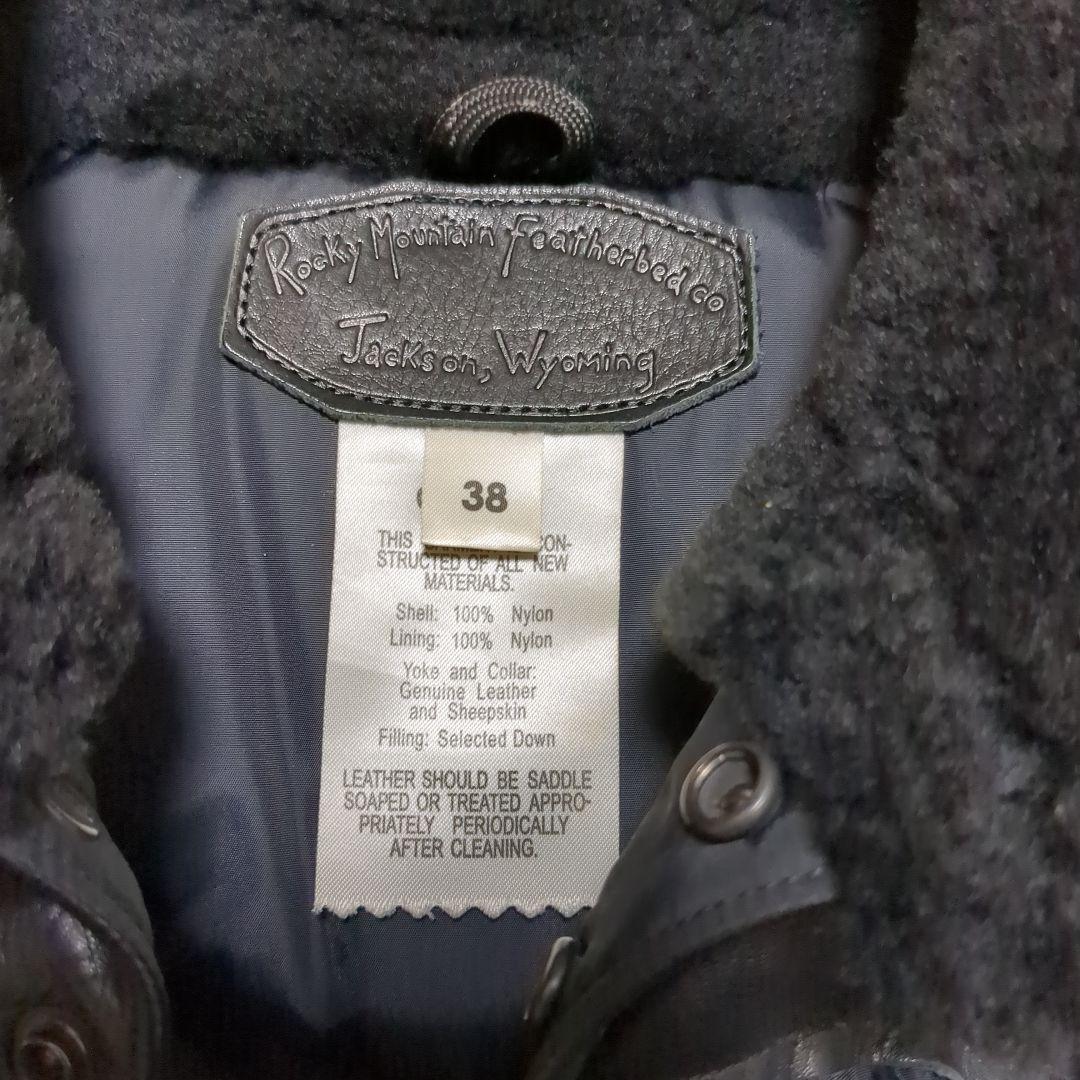 Rocky Mountain Featherbed co
Jackson, Wyoming
38
THIS CON-
STRUCTED OF ALL NEW
MATERIALS.
Shell: 100% Nylon
Lining: 100% Nylon
Yoke and Collar:
Genuine Leather
and Sheepskin
Filling: Selected Down
LEATHER SHOULD BE SADDLE
SOAPED OR TREATED APPRO-
PRIATELY PERIODICALLY
AFTER CLEANING.